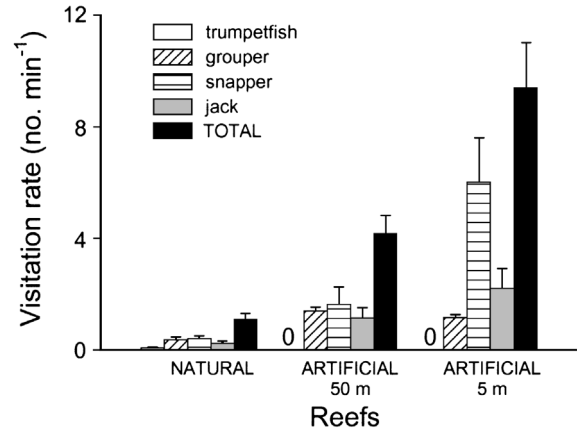 Visitation rate (no. min⁻¹)
12
8
4
0
trumpetfish
grouper
snapper
jack
TOTAL
0
0
NATURAL
ARTIFICIAL
50 m
ARTIFICIAL
5 m
Reefs